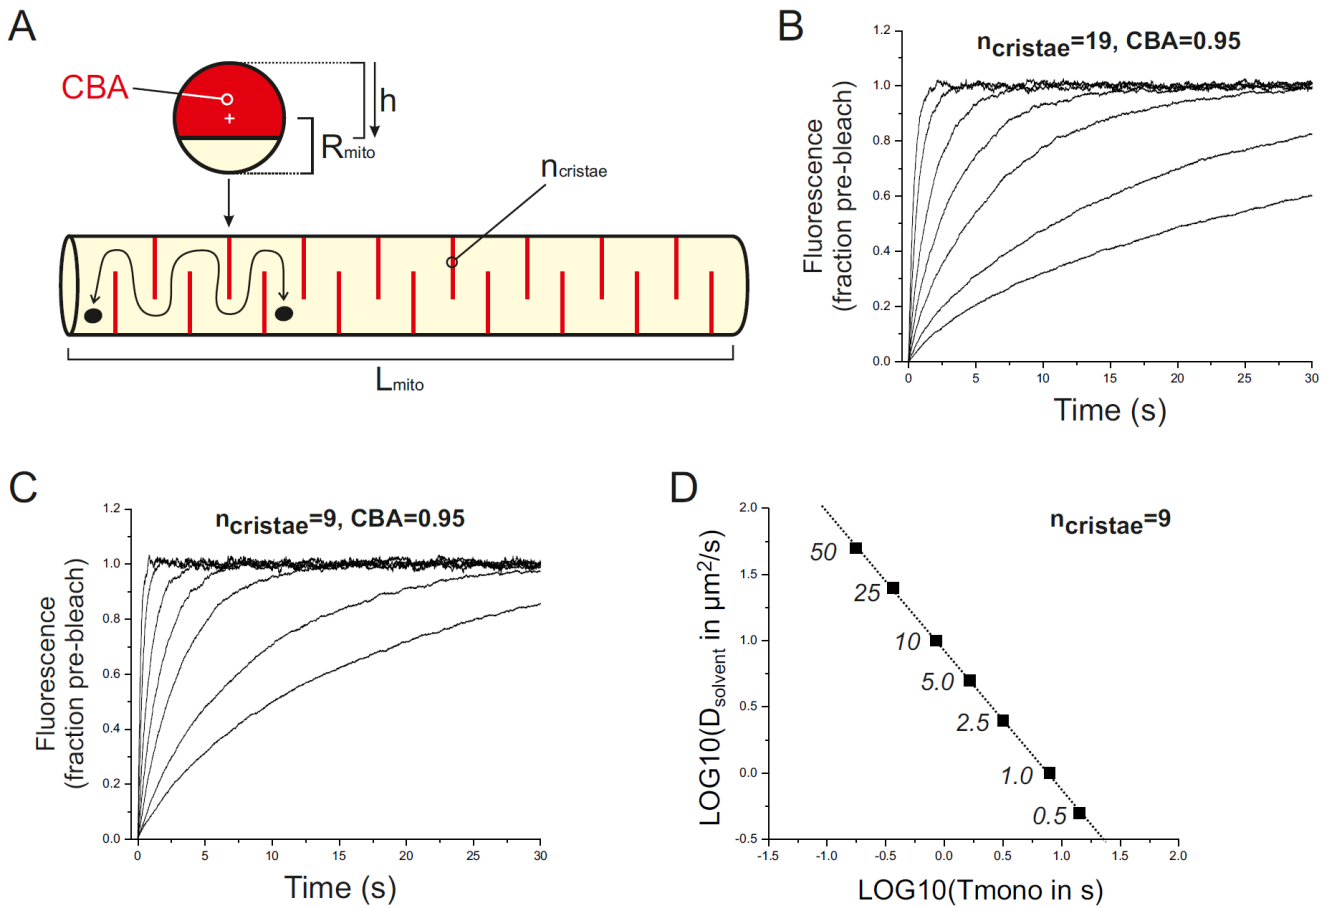 A
CBA
h
Rmito
ncristae
Lmito
B
ncristae=19, CBA=0.95
Fluorescence
(fraction pre-bleach)
1.2
1.0
0.8
0.6
0.4
0.2
0.0
0 5 10 15 20 25 30
Time (s)
C
ncristae=9, CBA=0.95
Fluorescence
(fraction pre-bleach)
1.2
1.0
0.8
0.6
0.4
0.2
0.0
0 5 10 15 20 25 30
Time (s)
D
ncristae=9
LOG10(Dsolvent in μm2/s)
2.0
1.5
1.0
0.5
0.0
-0.5
50
25
10
5.0
2.5
1.0
0.5
-1.5 -1.0 -0.5 0.0 0.5 1.0 1.5 2.0
LOG10(Tmono in s)